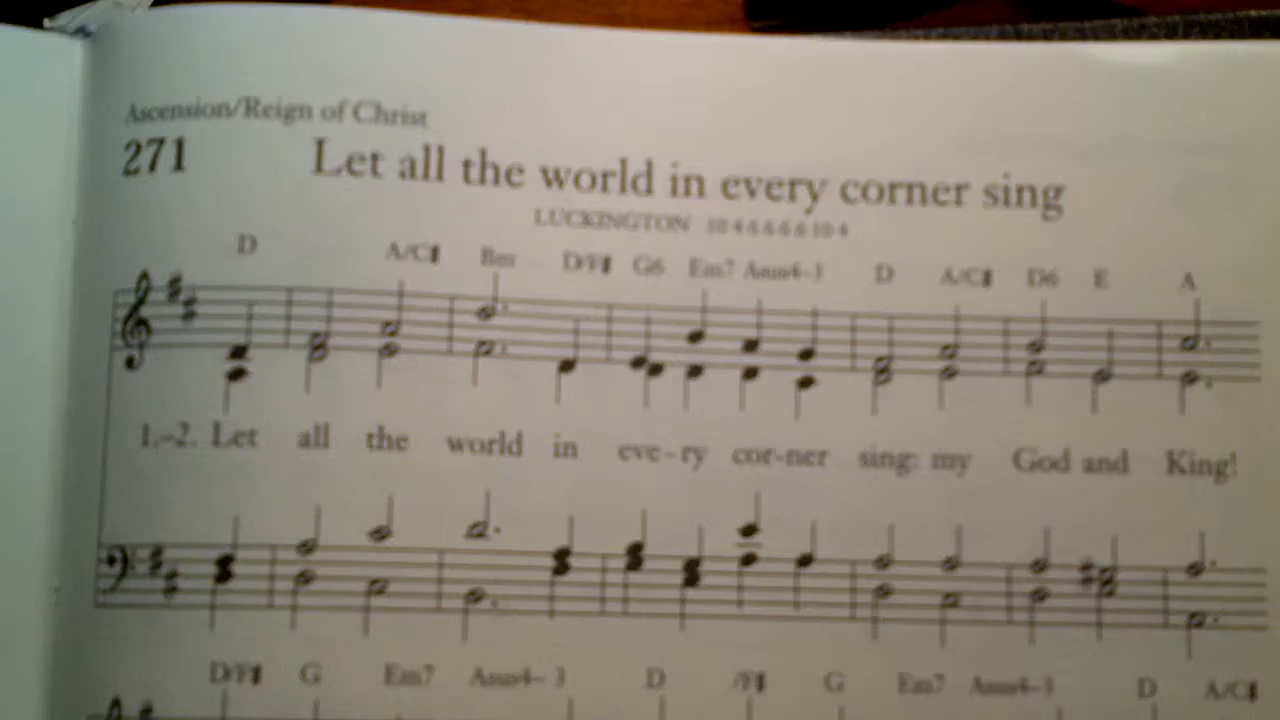 Ascension/Reign of Christ
271 Let all the world in every corner sing
LUCKINGTON 10 4 6 6 6 6 10 4
D A/C# Bm D/F# G6 Em7 Asus4-3 D A/C# D6 E A
1.-2. Let all the world in eve-ry cor-ner sing: my God and King!
D/F# G Em7 Asus4-3 D /F# G Em7 Asus4-3 D A/C#